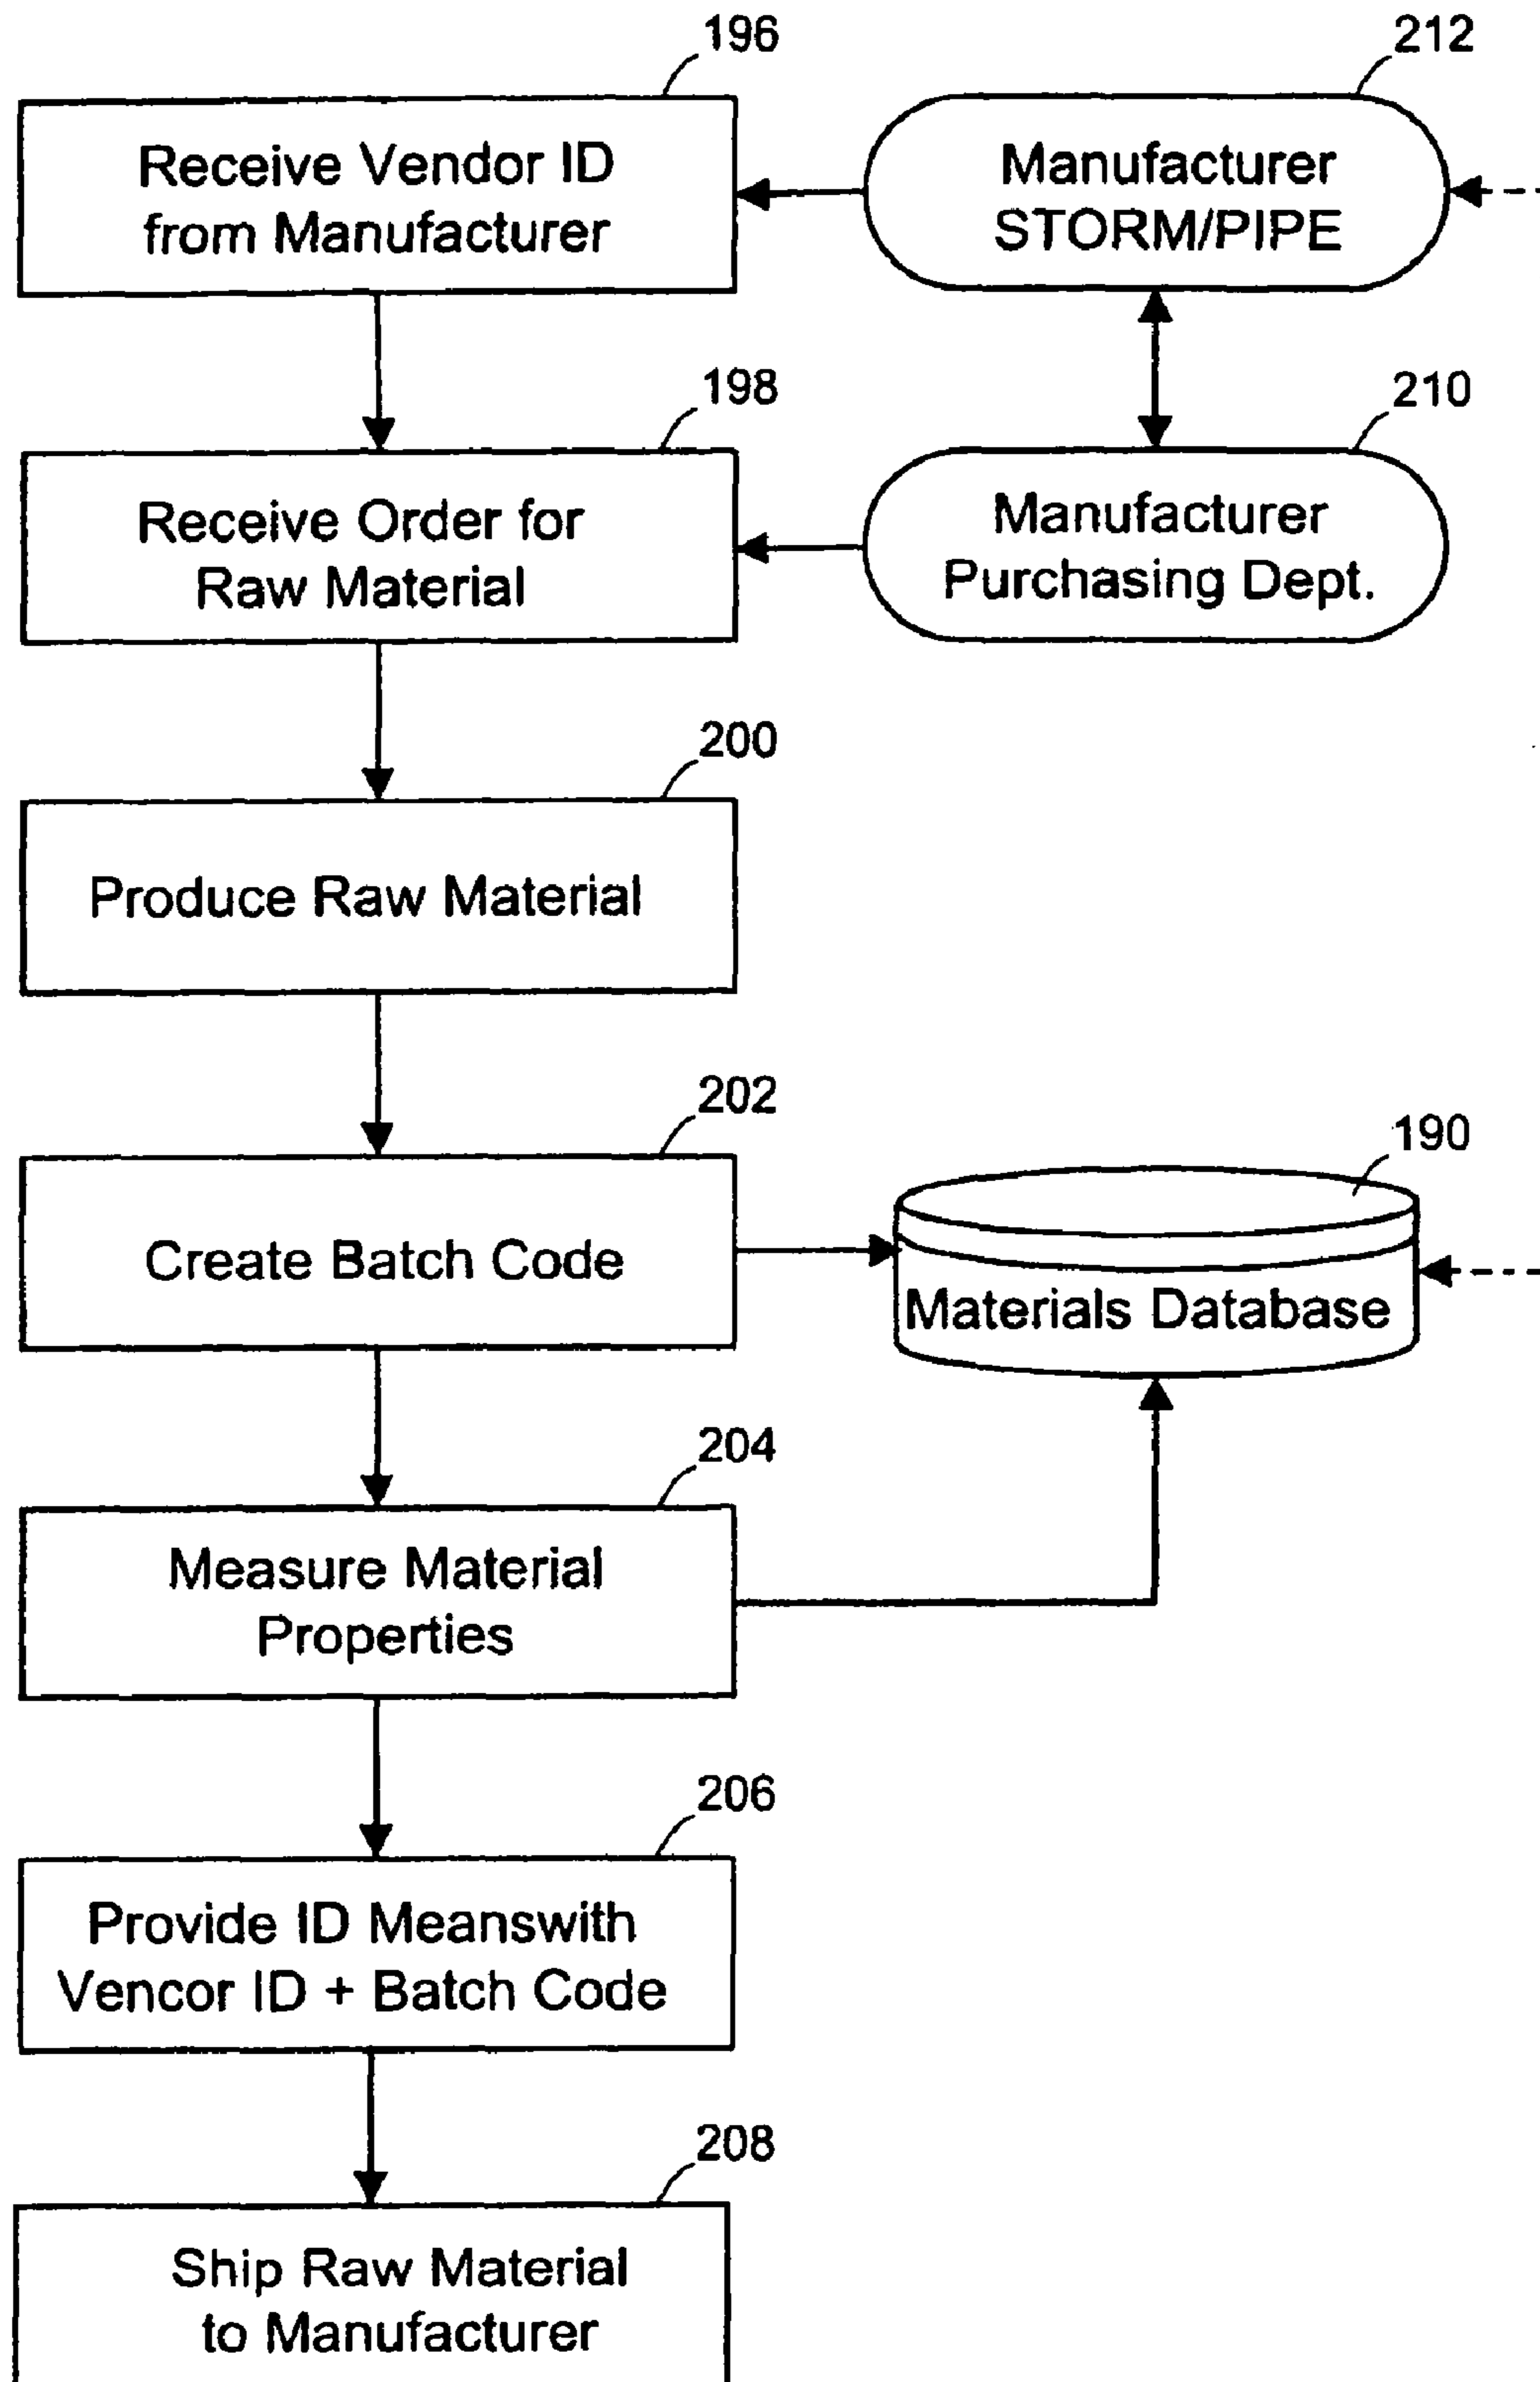 196
Receive Vendor ID
from Manufacturer
212
Manufacturer
STORM/PIPE
198
Receive Order for
Raw Material
210
Manufacturer
Purchasing Dept.
200
Produce Raw Material
202
Create Batch Code
190
Materials Database
204
Measure Material
Properties
206
Provide ID Meanswith
Vencor ID + Batch Code
208
Ship Raw Material
to Manufacturer